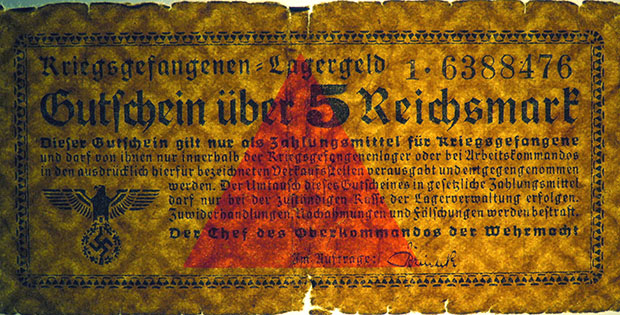 Kriegsgefangenen-Lagergeld 1·6388476
Gutschein über 5 Reichsmark
Dieser Gutschein gilt nur als Zahlungsmittel für Kriegsgefangene
und darf von ihnen nur innerhalb der Kriegsgefangenenlager oder bei Arbeitskommandos
in den ausdrücklich hierfür bezeichneten Verkaufsstellen verausgabt und entgegengenommen
werden. Der Umtausch dieses Gutscheines in gesetzliche Zahlungsmittel
darf nur bei der zuständigen Kasse der Lagerverwaltung erfolgen.
Zuwiderhandlungen, Nachahmungen und Fälschungen werden bestraft.
Der Chef des Oberkommandos der Wehrmacht
Im Auftrage: